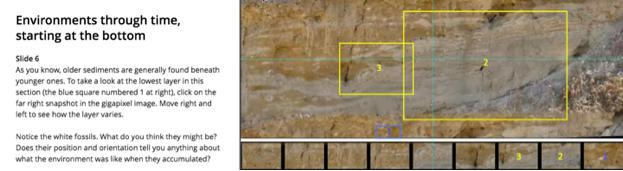 Environments through time,
starting at the bottom
Slide 6
As you know, older sediments are generally found beneath
younger ones. To take a look at the lowest layer in this
section (the blue square numbered 1 at right), click on the
far right snapshot in the gigapixel image. Move right and
left to see how the layer varies.
Notice the white fossils. What do you think they might be?
Does their position and orientation tell you anything about
what the environment was like when they accumulated?
3
2
3
2